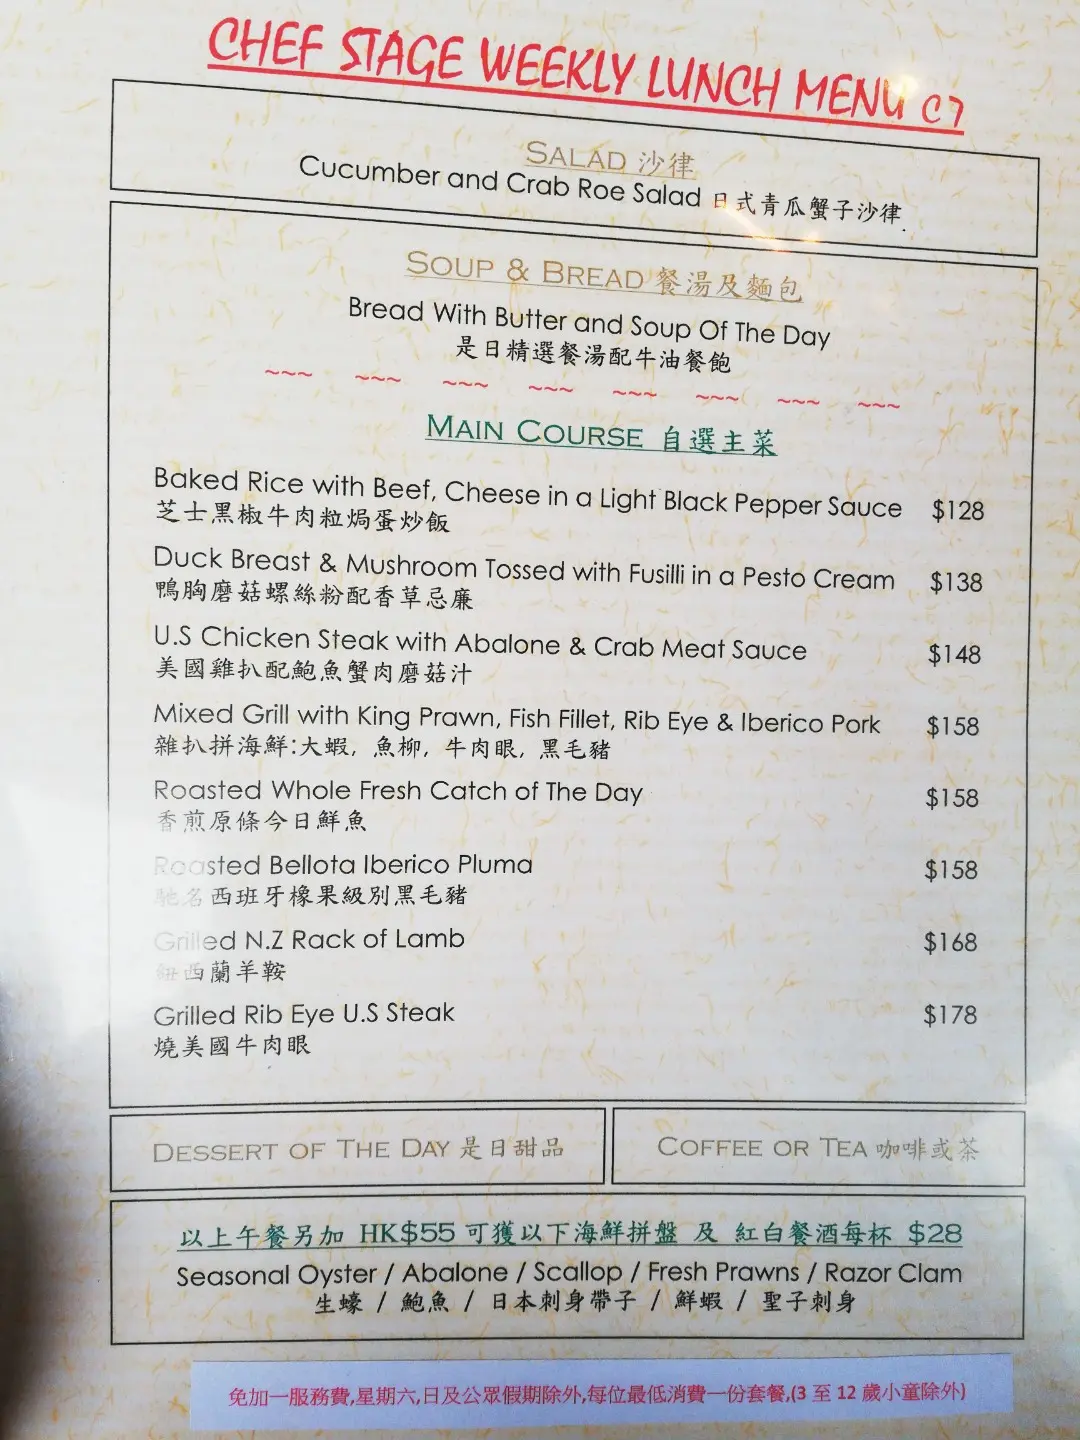 CHEF STAGE WEEKLY LUNCH MENU C7
SALAD 沙律
Cucumber and Crab Roe Salad 日式青瓜蟹子沙律
SOUP & BREAD 餐湯及麵包
Bread With Butter and Soup Of The Day
是日精選餐湯配牛油餐飽
~~~ ~~~ ~~~ ~~~ ~~~ ~~~ ~~~ ~~~
MAIN COURSE 自選主菜
Baked Rice with Beef, Cheese in a Light Black Pepper Sauce $128
芝士黑椒牛肉粒焗蛋炒飯
Duck Breast & Mushroom Tossed with Fusilli in a Pesto Cream $138
鴨胸磨菇螺絲粉配香草忌廉
U.S Chicken Steak with Abalone & Crab Meat Sauce $148
美國雞扒配鮑魚蟹肉磨菇汁
Mixed Grill with King Prawn, Fish Fillet, Rib Eye & Iberico Pork $158
雜扒拼海鮮:大蝦, 魚柳, 牛肉眼, 黑毛豬
Roasted Whole Fresh Catch of The Day $158
香煎原條今日鮮魚
Roasted Bellota Iberico Pluma $158
馳名西班牙橡果級別黑毛豬
Grilled N.Z Rack of Lamb $168
紐西蘭羊鞍
Grilled Rib Eye U.S Steak $178
燒美國牛肉眼
DESSERT OF THE DAY 是日甜品
COFFEE OR TEA 咖啡或茶
以上午餐另加 HK$55 可獲以下海鮮拼盤 及 紅白餐酒每杯 $28
Seasonal Oyster / Abalone / Scallop / Fresh Prawns / Razor Clam
生蠔 / 鮑魚 / 日本刺身帶子 / 鮮蝦 / 聖子刺身
免加一服務費,星期六,日及公眾假期除外,每位最低消費一份套餐,(3 至 12 歲小童除外)